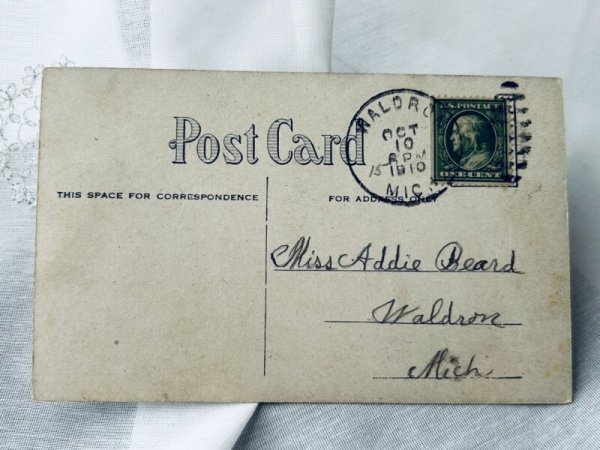 WALDRO
OCT
10
PM
1910
MICH
U.S. POSTAGE
ONE CENT
Post Card
THIS SPACE FOR CORRESPONDENCE
FOR ADDRESS ONLY
Miss Addie Beard
Waldron
Mich.